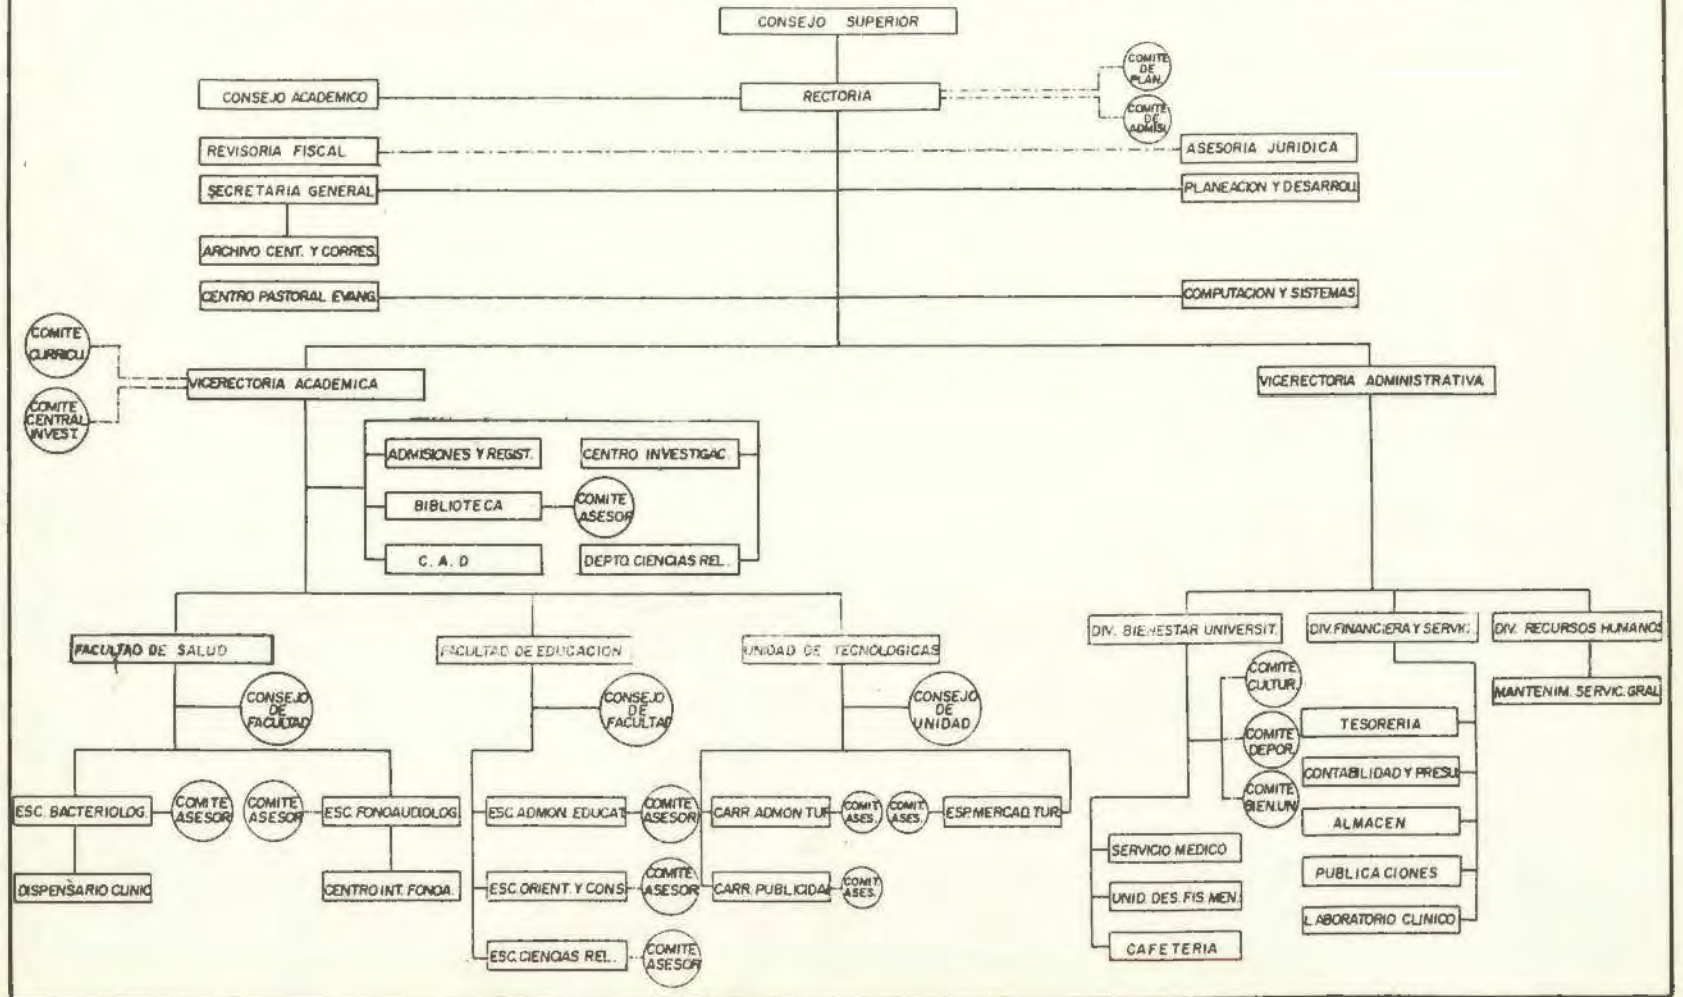 CONSEJO SUPERIOR
COMITE
DE
PLAN.
CONSEJO ACADEMICO
RECTORIA
COMITE
DE
ADMISI.
REVISORIA FISCAL
ASESORIA JURIDICA
SECRETARIA GENERAL
PLANEACION Y DESARROLL
ARCHIVO CENT. Y CORRES.
CENTRO PASTORAL EVANG.
COMPUTACION Y SISTEMAS
COMITE
CURRICU.
VICERECTORIA ACADEMICA
VICERECTORIA ADMINISTRATIVA
COMITE
CENTRAL
INVEST.
ADMISIONES Y REGIST.
CENTRO INVESTIGAC.
BIBLIOTECA
COMITE
ASESOR
C. A. D
DEPTO. CIENCIAS REL.
FACULTAD DE SALUD
FACULTAD DE EDUCACION
UNIDAD DE TECNOLOGICAS
DIV. BIENESTAR UNIVERSIT.
DIV. FINANCIERA Y SERVIC.
DIV. RECURSOS HUMANOS
CONSEJO
DE
FACULTAD
CONSEJO
DE
FACULTAD
CONSEJO
DE
UNIDAD
COMITE
CULTUR.
MANTENIM. SERVIC. GRAL
COMITE
DEPOR.
TESORERIA
COMITE
BIEN.UN.
CONTABILIDAD Y PRESU
ESC. BACTERIOLOG.
COMITE
ASESOR
COMITE
ASESOR
ESC. FONOAUDIOLOG.
ESC. ADMON. EDUCAT.
COMITE
ASESOR
CARR. ADMON TUR.
COMIT.
ASES.
COMIT.
ASES.
ESP. MERCAD. TUR.
ALMACEN
SERVICIO MEDICO
DISPENSARIO CLINIC
CENTRO INT. FONOA.
ESC. ORIENT. Y CONS
COMITE
ASESOR
CARR. PUBLICIDA
COMIT.
ASES.
UNID. DES. FIS MEN.
PUBLICACIONES
LABORATORIO CLINICO
ESC. CIENCIAS REL.
COMITE
ASESOR
CAFETERIA